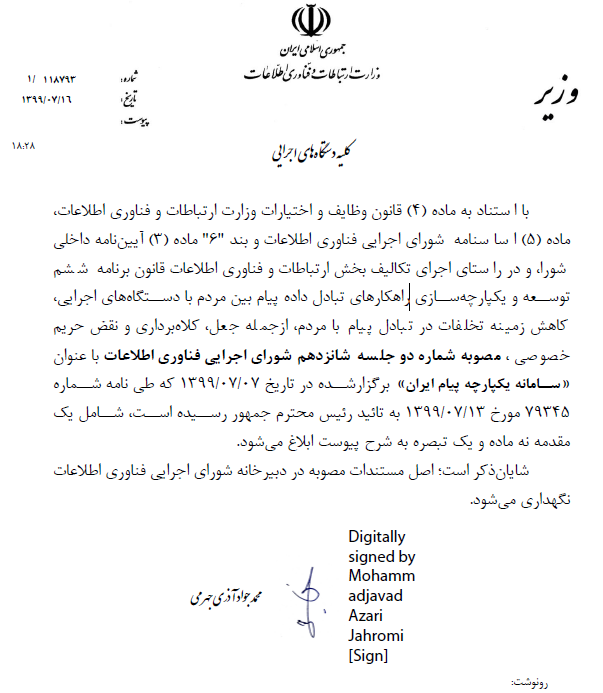 جمهوری اسلامی ایران
وزارت ارتباطات و فناوری اطلاعات
وزیر
شماره: ۱/ ۱۱۸۷۹۳
تاریخ: ۱۳۹۹/۰۷/۱۶
پیوست:
۱۸:۲۸
کلیه دستگاه‌های اجرایی
با استناد به ماده (۴) قانون وظایف و اختیارات وزارت ارتباطات و فناوری اطلاعات،
ماده (۵) اساسنامه شورای اجرایی فناوری اطلاعات و بند "۶" ماده (۳) آیین‌نامه داخلی
شورا، و در راستای اجرای تکالیف بخش ارتباطات و فناوری اطلاعات قانون برنامه ششم
توسعه و یکپارچه‌سازی راهکارهای تبادل داده پیام بین مردم با دستگاه‌های اجرایی،
کاهش زمینه تخلفات در تبادل پیام با مردم، ازجمله جعل، کلاه‌برداری و نقض حریم
خصوصی ، مصوبه شماره دو جلسه شانزدهم شورای اجرایی فناوری اطلاعات با عنوان
«سامانه یکپارچه پیام ایران» برگزارشده در تاریخ ۱۳۹۹/۰۷/۰۷ که طی نامه شماره
۷۹۳۴۵ مورخ ۱۳۹۹/۰۷/۱۳ به تائید رئیس محترم جمهور رسیده است، شامل یک
مقدمه نه ماده و یک تبصره به شرح پیوست ابلاغ می‌شود.
شایان‌ذکر است؛ اصل مستندات مصوبه در دبیرخانه شورای اجرایی فناوری اطلاعات
نگهداری می‌شود.
محمدجواد آذری جهرمی
Digitally
signed by
Mohamm
adjavad
Azari
Jahromi
[Sign]
رونوشت: